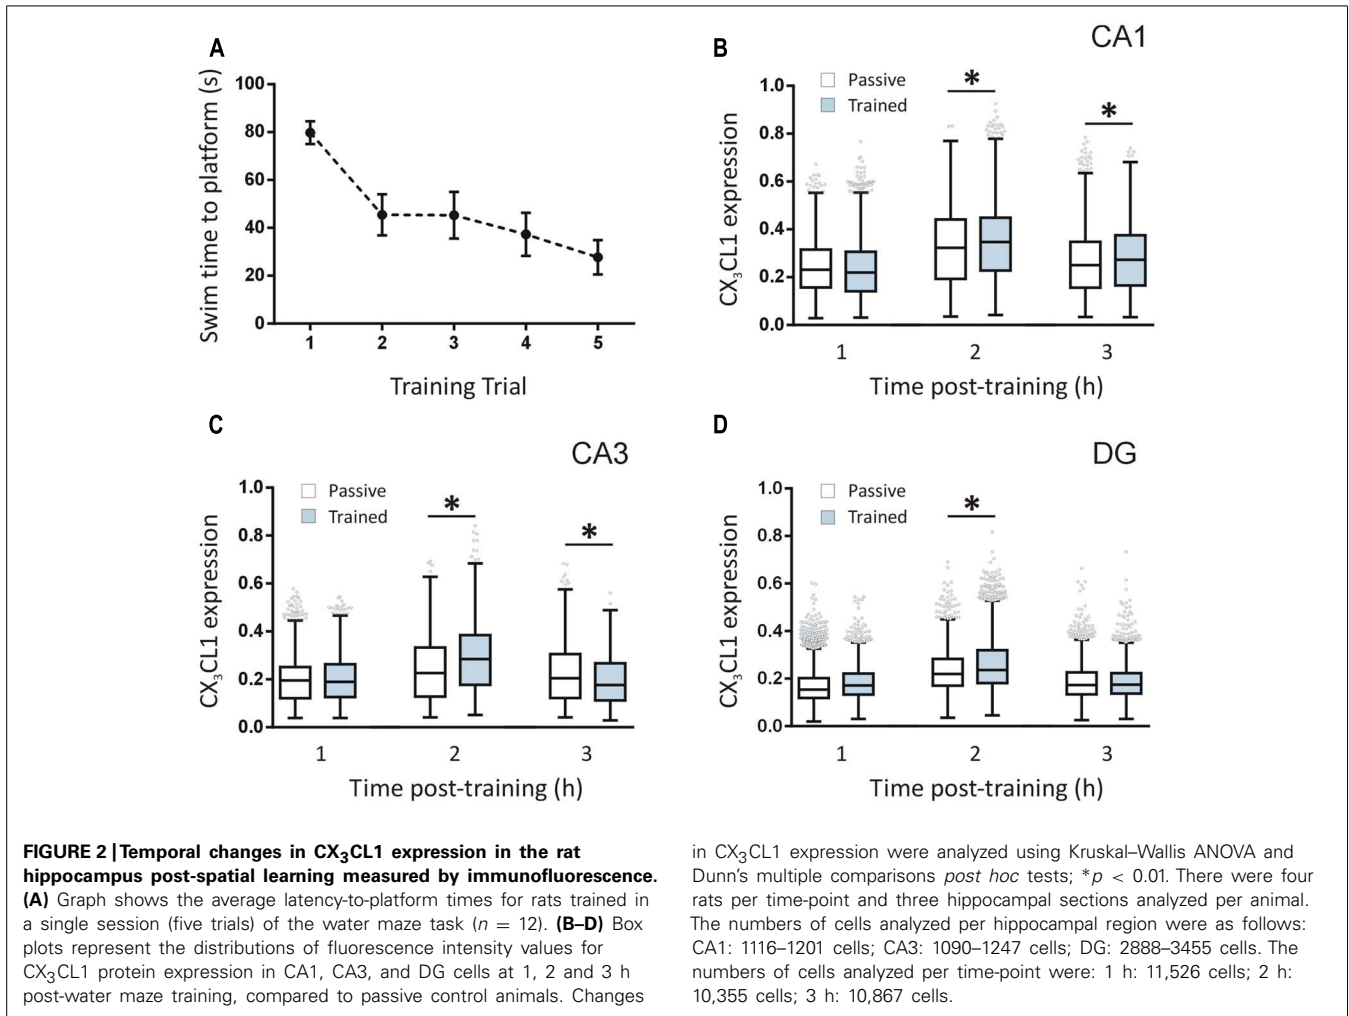 A
Swim time to platform (s)
100
80
60
40
20
0
1 2 3 4 5
Training Trial
B
CA1
CX3CL1 expression
1.0
0.8
0.6
0.4
0.2
0.0
Passive
Trained
*
*
1 2 3
Time post-training (h)
C
CA3
CX3CL1 expression
1.0
0.8
0.6
0.4
0.2
0.0
Passive
Trained
*
*
1 2 3
Time post-training (h)
D
DG
CX3CL1 expression
1.0
0.8
0.6
0.4
0.2
0.0
Passive
Trained
*
1 2 3
Time post-training (h)
FIGURE 2 | Temporal changes in CX3CL1 expression in the rat
hippocampus post-spatial learning measured by immunofluorescence.
(A) Graph shows the average latency-to-platform times for rats trained in
a single session (five trials) of the water maze task (n = 12). (B–D) Box
plots represent the distributions of fluorescence intensity values for
CX3CL1 protein expression in CA1, CA3, and DG cells at 1, 2 and 3 h
post-water maze training, compared to passive control animals. Changes
in CX3CL1 expression were analyzed using Kruskal–Wallis ANOVA and
Dunn's multiple comparisons post hoc tests; *p < 0.01. There were four
rats per time-point and three hippocampal sections analyzed per animal.
The numbers of cells analyzed per hippocampal region were as follows:
CA1: 1116–1201 cells; CA3: 1090–1247 cells; DG: 2888–3455 cells. The
numbers of cells analyzed per time-point were: 1 h: 11,526 cells; 2 h:
10,355 cells; 3 h: 10,867 cells.